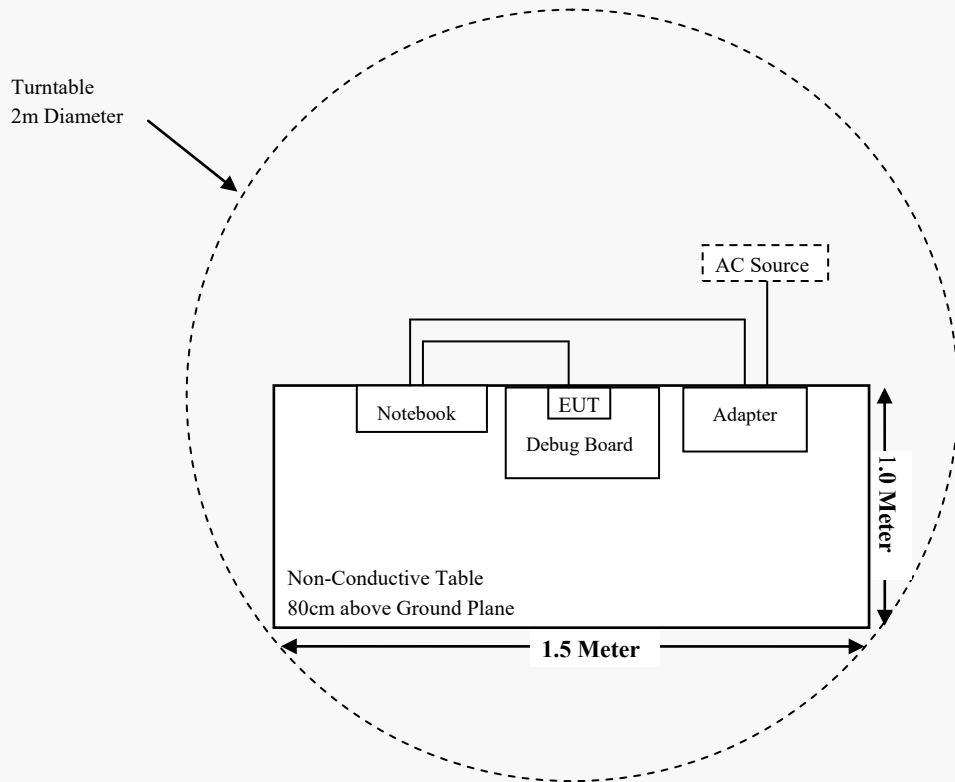 Turntable
2m Diameter
AC Source
Notebook
EUT
Debug Board
Adapter
1.0 Meter
Non-Conductive Table
80cm above Ground Plane
1.5 Meter